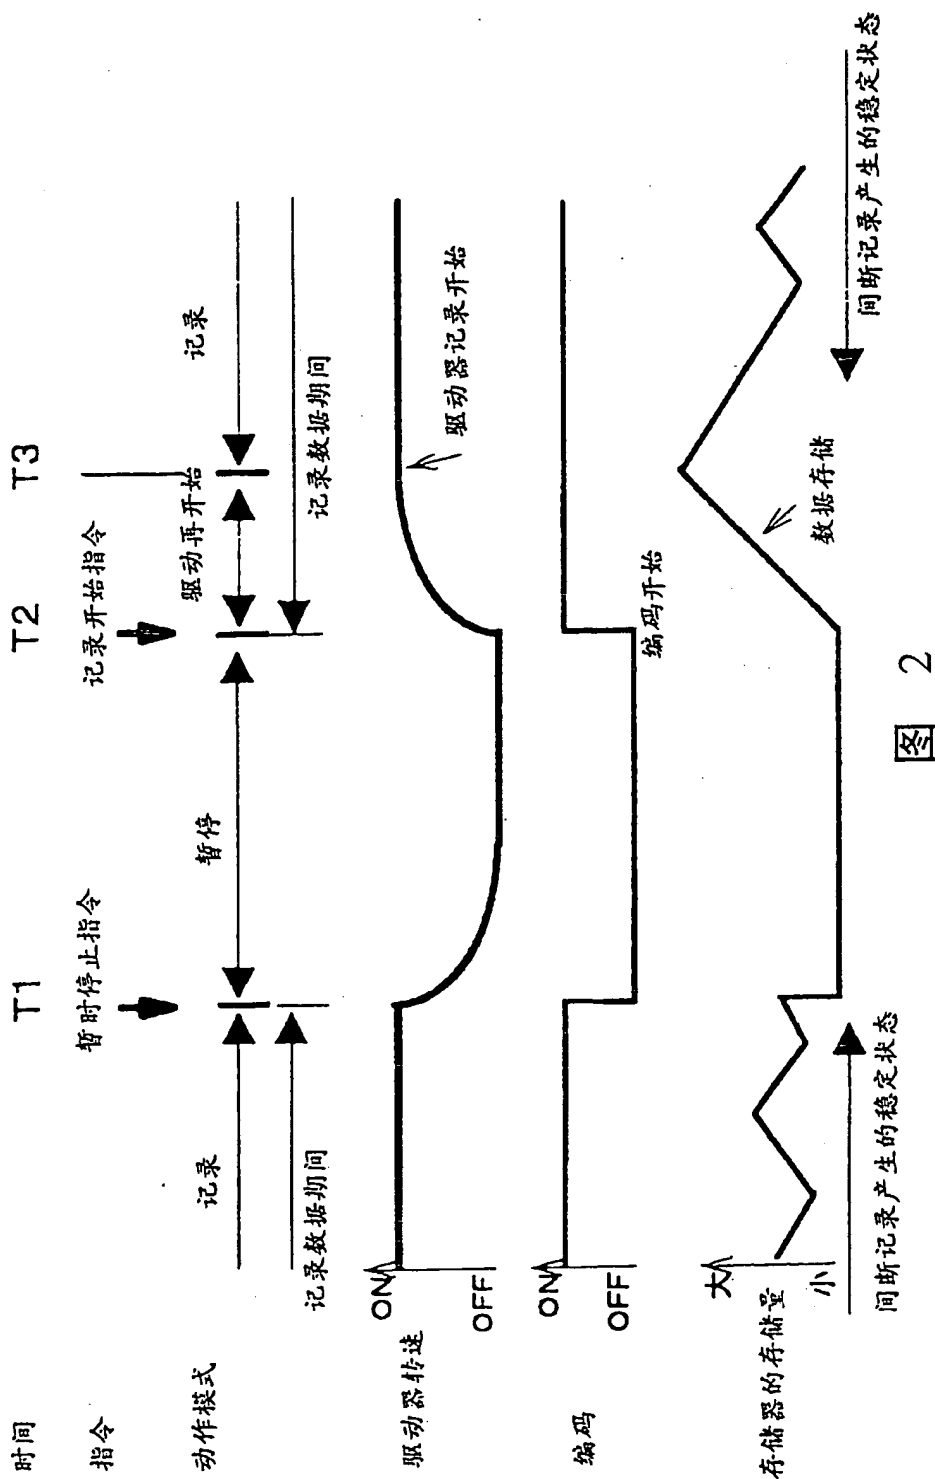 时间
T1
T2
T3
指令
暂时停止指令
记录开始指令
动作模式
记录
暂停
驱动再开始
记录
记录数据期间
记录数据期间
驱动器转速
ON
OFF
驱动器记录开始
编码
ON
OFF
编码开始
存储器的存储量
大
小
数据存储
间断记录产生的稳定状态
间断记录产生的稳定状态
图 2